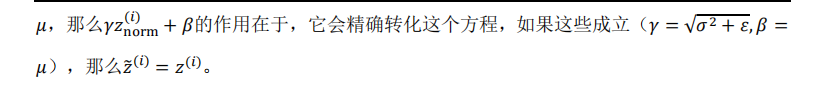 μ，那么γz_norm^(i) + β的作用在于，它会精确转化这个方程，如果这些成立（γ = √(σ² + ε), β =
μ），那么z̃^(i) = z^(i)。